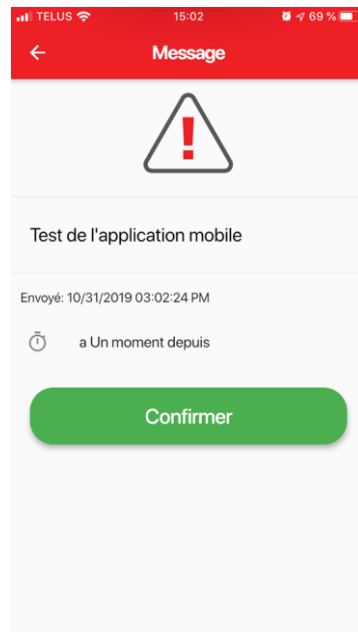 TELUS 15:02 69 %
Message
!
Test de l'application mobile
Envoyé: 10/31/2019 03:02:24 PM
a Un moment depuis
Confirmer